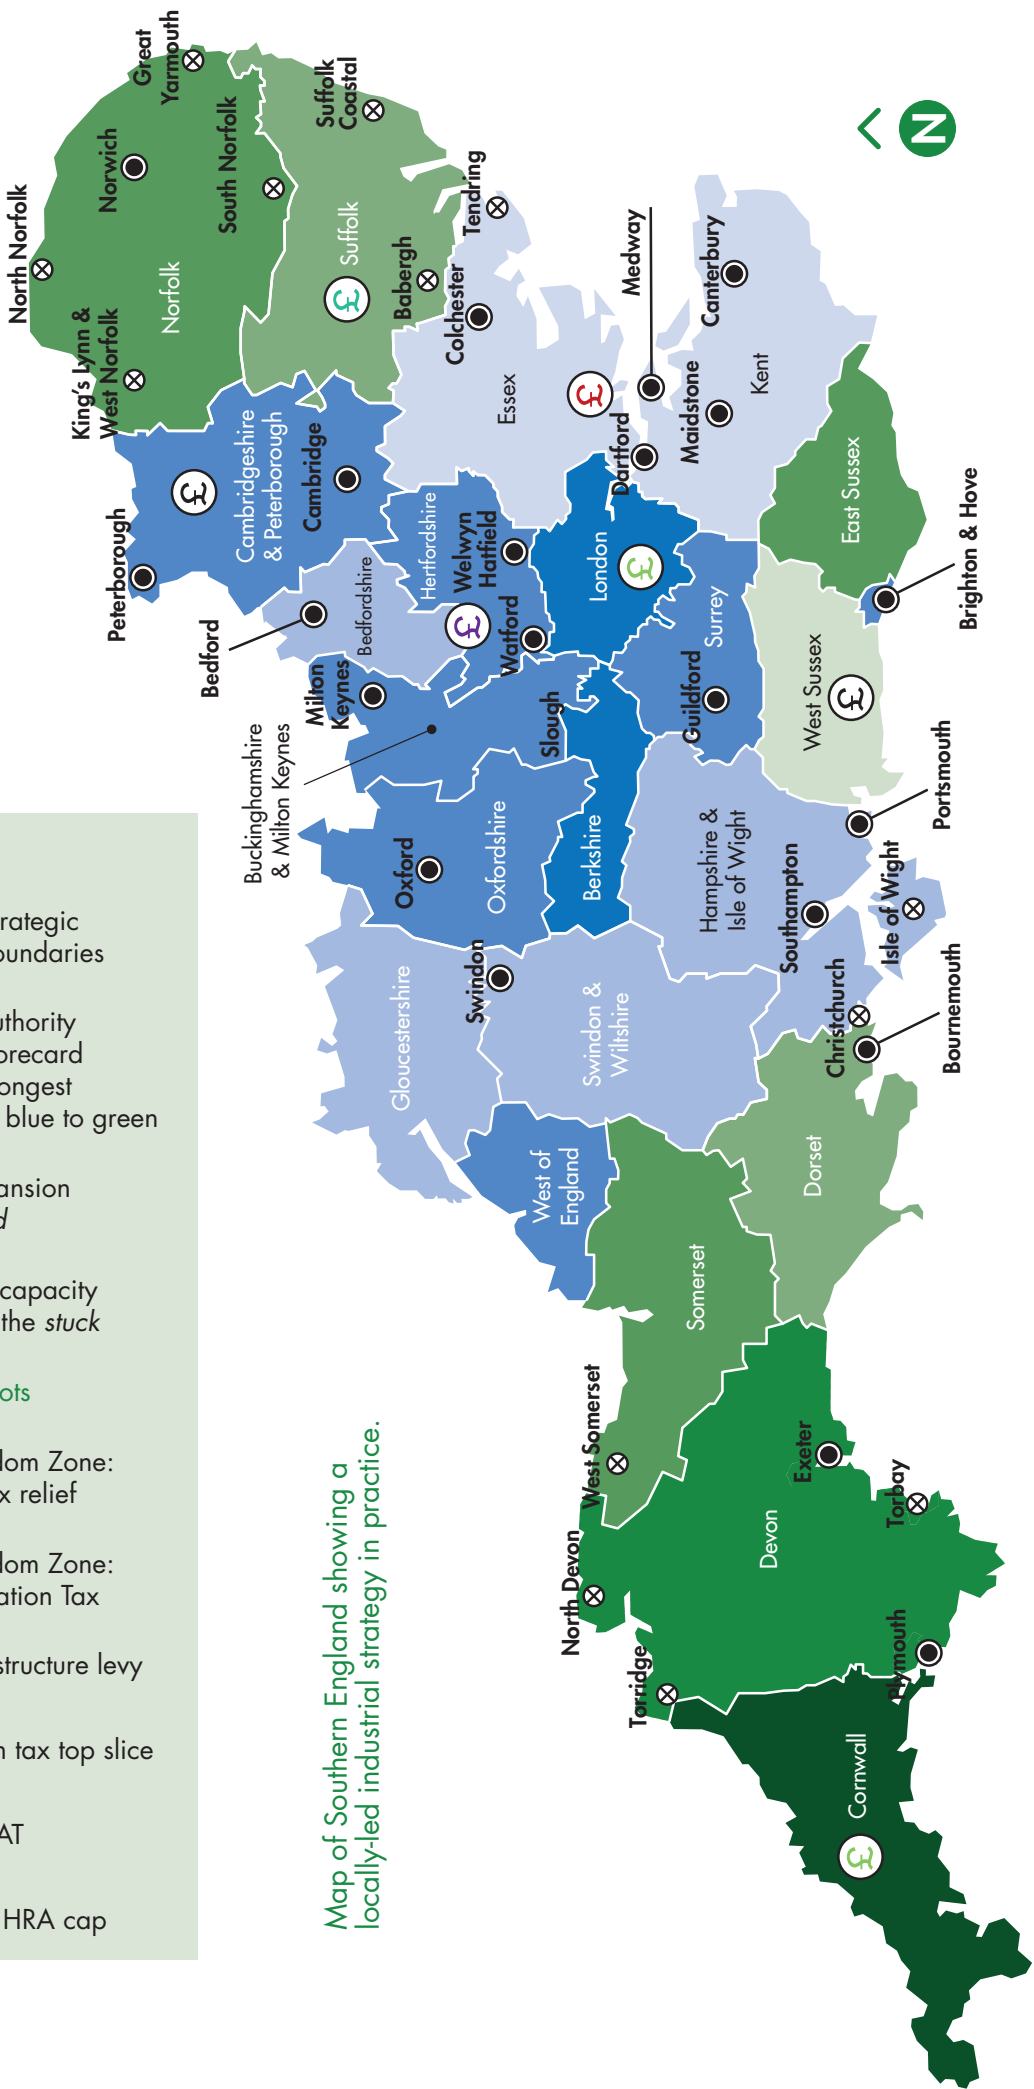 trategic
oundaries
uthority
orecard
ongest
blue to green
ansion
d
capacity
the stuck
ots
dom Zone:
x relief
dom Zone:
ation Tax
structure levy
n tax top slice
AT
HRA cap
Map of Southern England showing a
locally-led industrial strategy in practice.
North Norfolk
King's Lynn &
West Norfolk
Norwich
Great
Yarmouth
South Norfolk
Norfolk
Suffolk
£
Suffolk
Coastal
Babergh
Tendring
Colchester
Essex
£
Peterborough
£
Cambridgeshire
& Peterborough
Cambridge
Bedford
Bedfordshire
Hertfordshire
£
Welwyn
Hatfield
Watford
Milton
Keynes
Buckinghamshire
& Milton Keynes
Slough
London
£
Dartford
Medway
Maidstone
Canterbury
Kent
East Sussex
Brighton & Hove
West Sussex
£
Surrey
Guildford
Oxford
Oxfordshire
Berkshire
Hampshire &
Isle of Wight
Southampton
Portsmouth
Isle of Wight
Gloucestershire
Swindon
Swindon &
Wiltshire
Christchurch
Bournemouth
West of
England
Dorset
Somerset
West Somerset
North Devon
Torridge
Devon
Exeter
Torbay
Plymouth
Cornwall
£
N